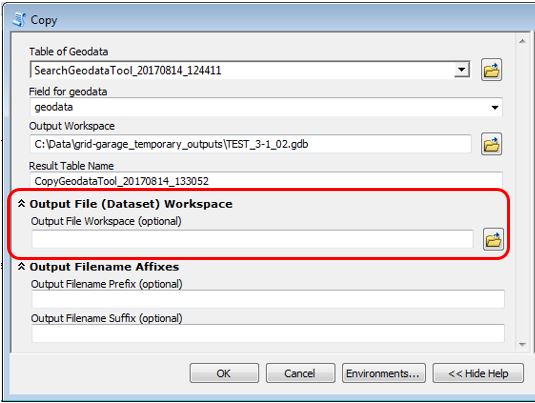 Copy
Table of Geodata
SearchGeodataTool_20170814_124411
Field for geodata
geodata
Output Workspace
C:\Data\grid-garage_temporary_outputs\TEST_3-1_02.gdb
Result Table Name
CopyGeodataTool_20170814_133052
Output File (Dataset) Workspace
Output File Workspace (optional)
Output Filename Affixes
Output Filename Prefix (optional)
Output Filename Suffix (optional)
OK Cancel Environments... << Hide Help